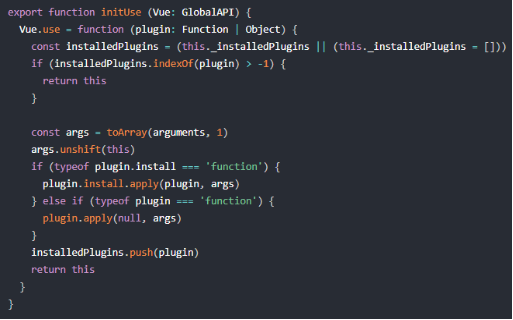 export function initUse (Vue: GlobalAPI) {
  Vue.use = function (plugin: Function | Object) {
    const installedPlugins = (this._installedPlugins || (this._installedPlugins = []))
    if (installedPlugins.indexOf(plugin) > -1) {
      return this
    }

    const args = toArray(arguments, 1)
    args.unshift(this)
    if (typeof plugin.install === 'function') {
      plugin.install.apply(plugin, args)
    } else if (typeof plugin === 'function') {
      plugin.apply(null, args)
    }
    installedPlugins.push(plugin)
    return this
  }
}